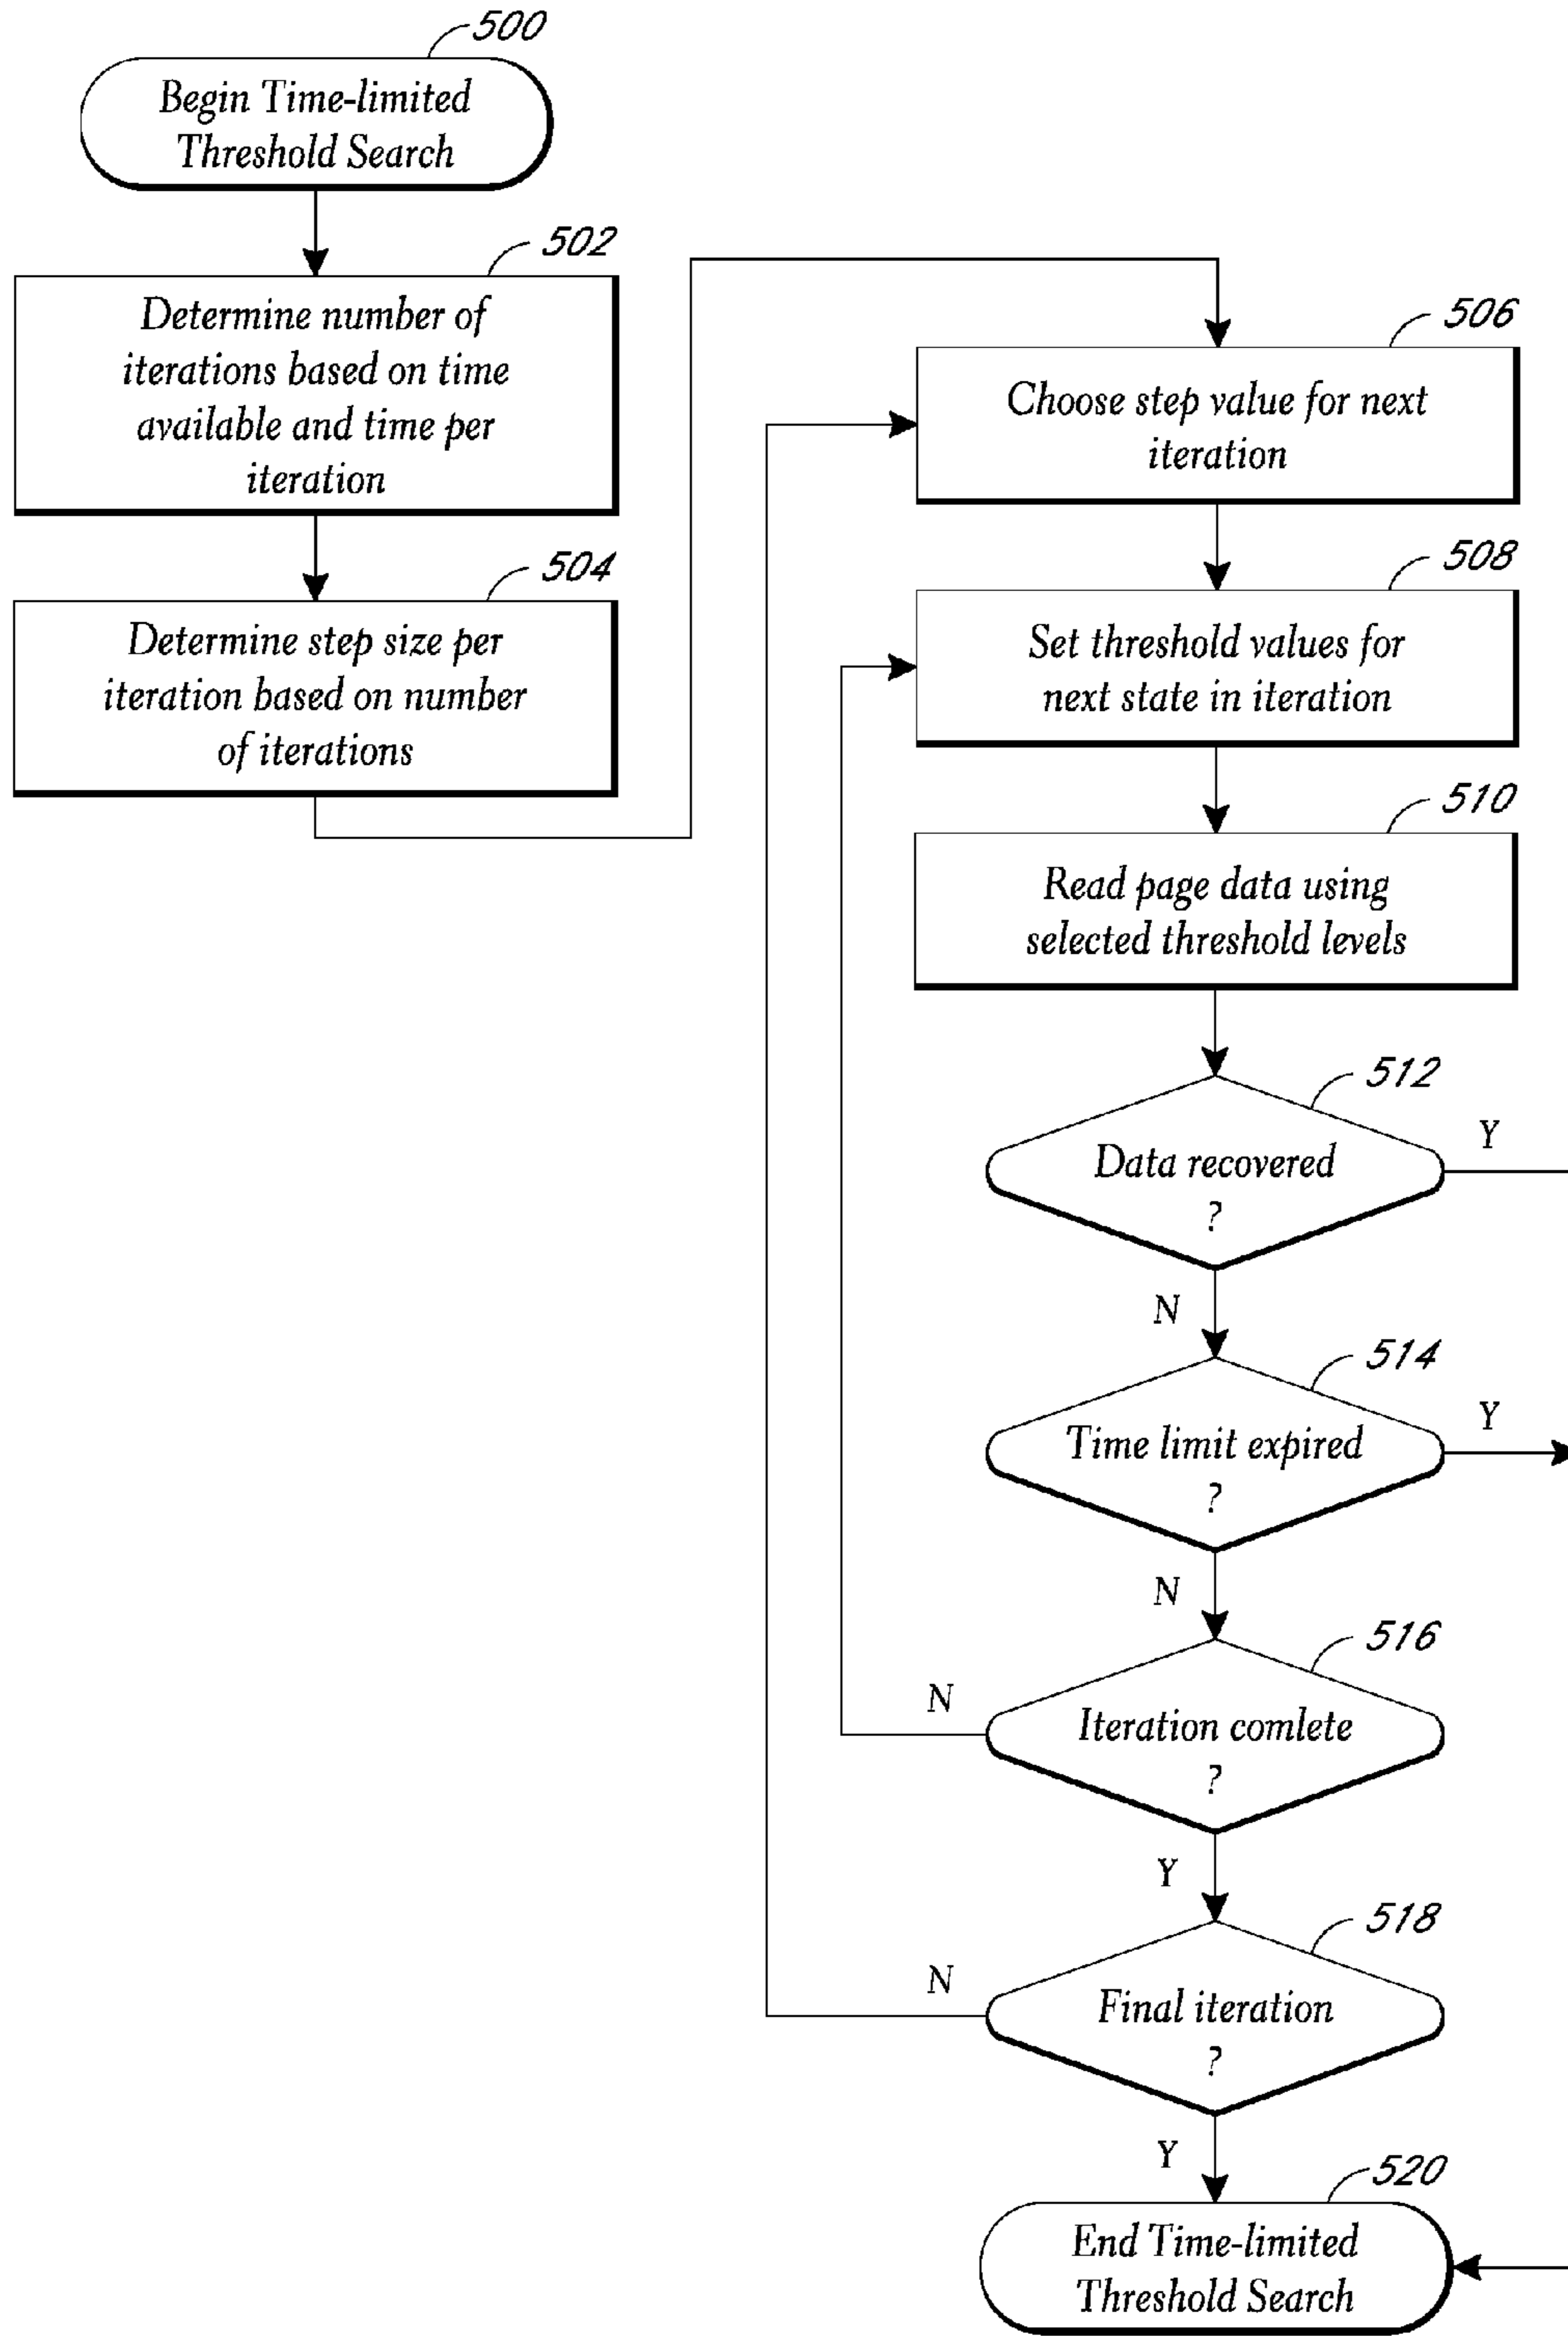 500
Begin Time-limited
Threshold Search
502
Determine number of
iterations based on time
available and time per
iteration
504
Determine step size per
iteration based on number
of iterations
506
Choose step value for next
iteration
508
Set threshold values for
next state in iteration
510
Read page data using
selected threshold levels
512
Data recovered
?
Y
N
514
Time limit expired
?
Y
N
516
Iteration comlete
?
N
Y
518
Final iteration
?
N
Y
520
End Time-limited
Threshold Search